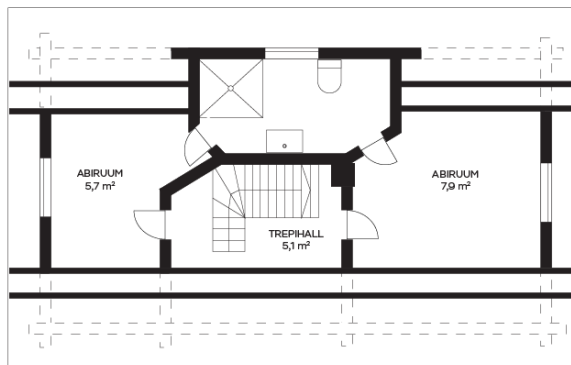 ABIRUUM
5,7 m²
ABIRUUM
7,9 m²
TREPIHALL
5,1 m²